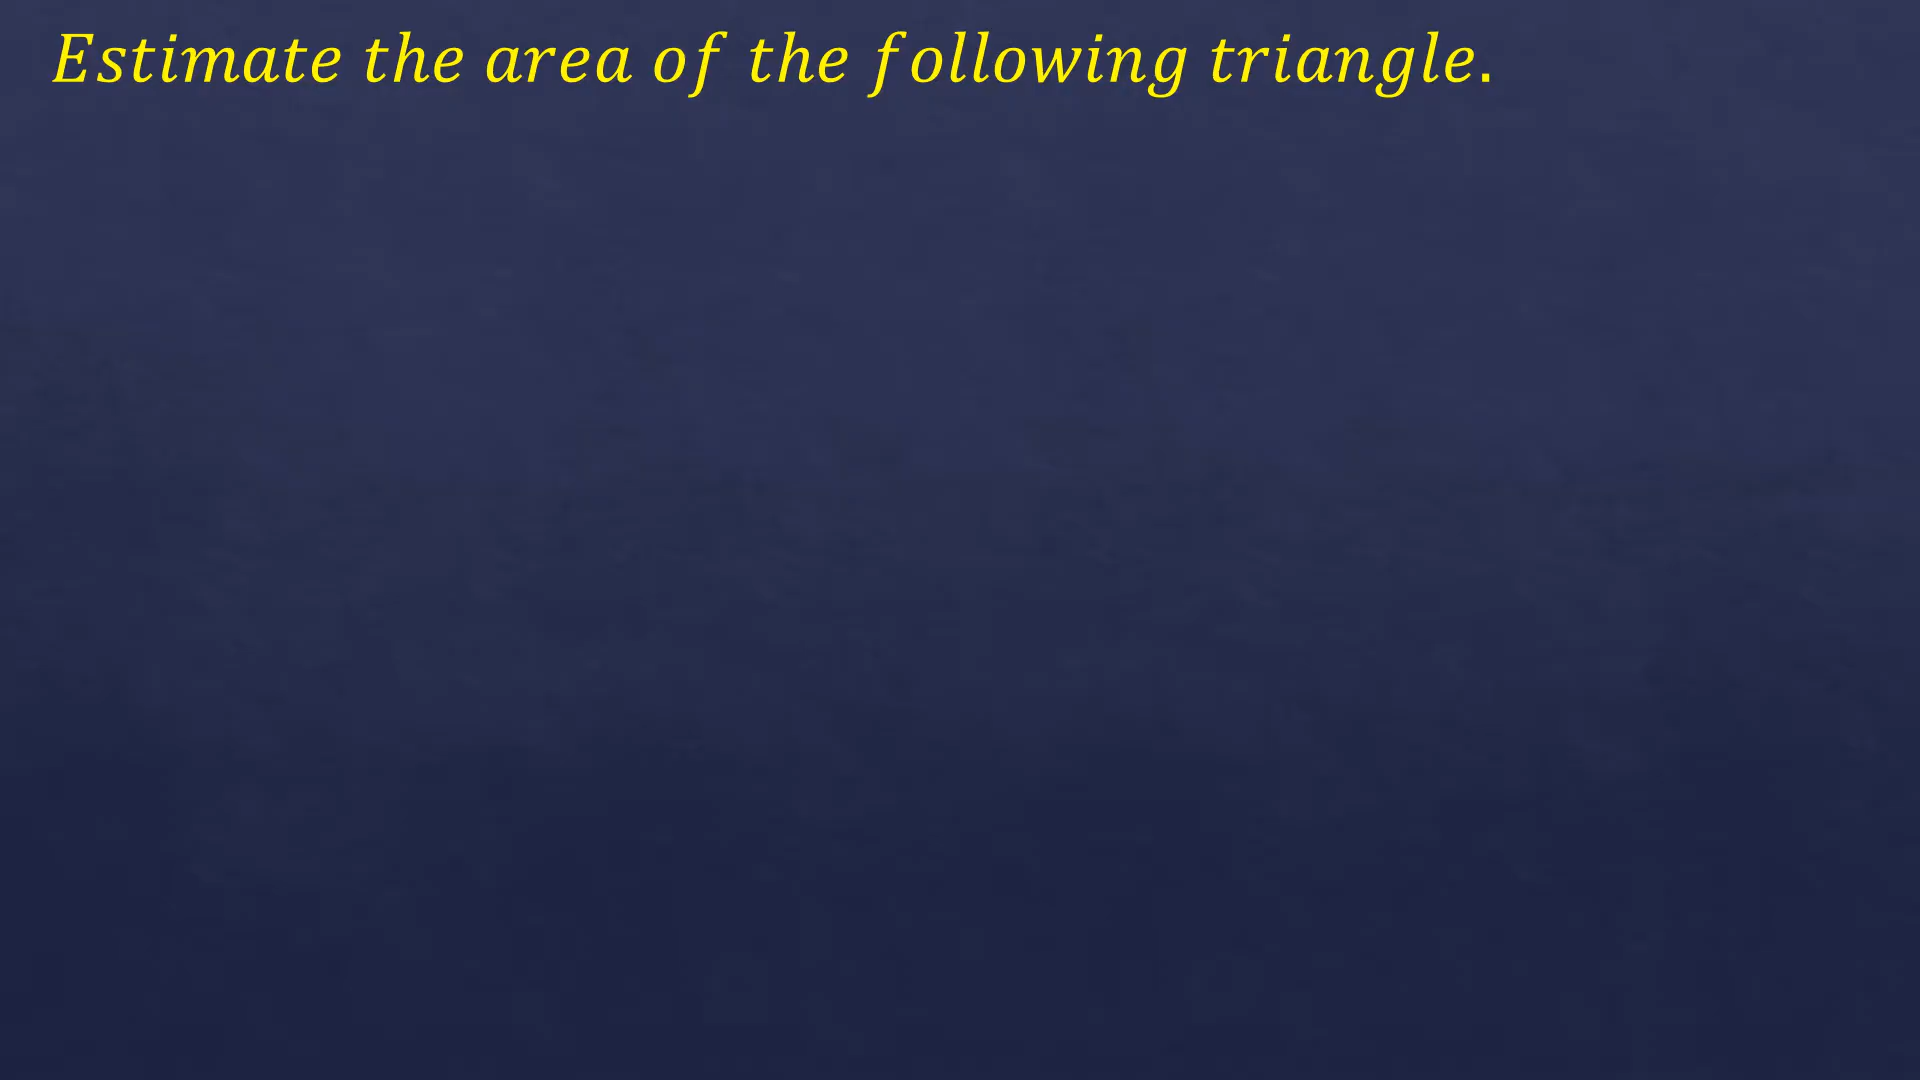 Estimate the area of the following triangle.